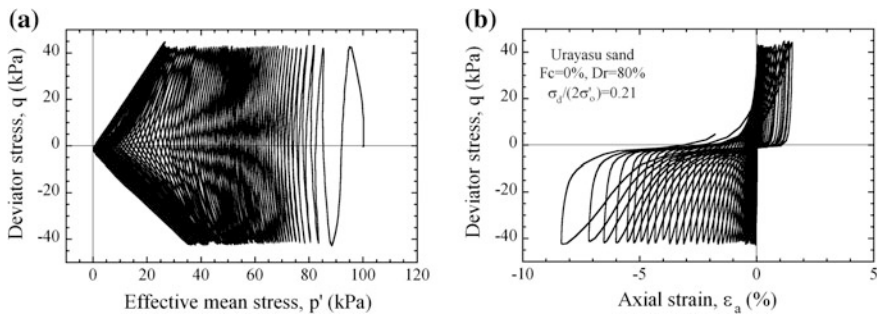 (a)
Deviator stress, q (kPa)
40
20
0
-20
-40
0 20 40 60 80 100 120
Effective mean stress, p' (kPa)
(b)
Deviator stress, q (kPa)
40
20
0
-20
-40
Urayasu sand
Fc=0%, Dr=80%
σd/(2σ'o)=0.21
-10 -5 0 5
Axial strain, εa (%)